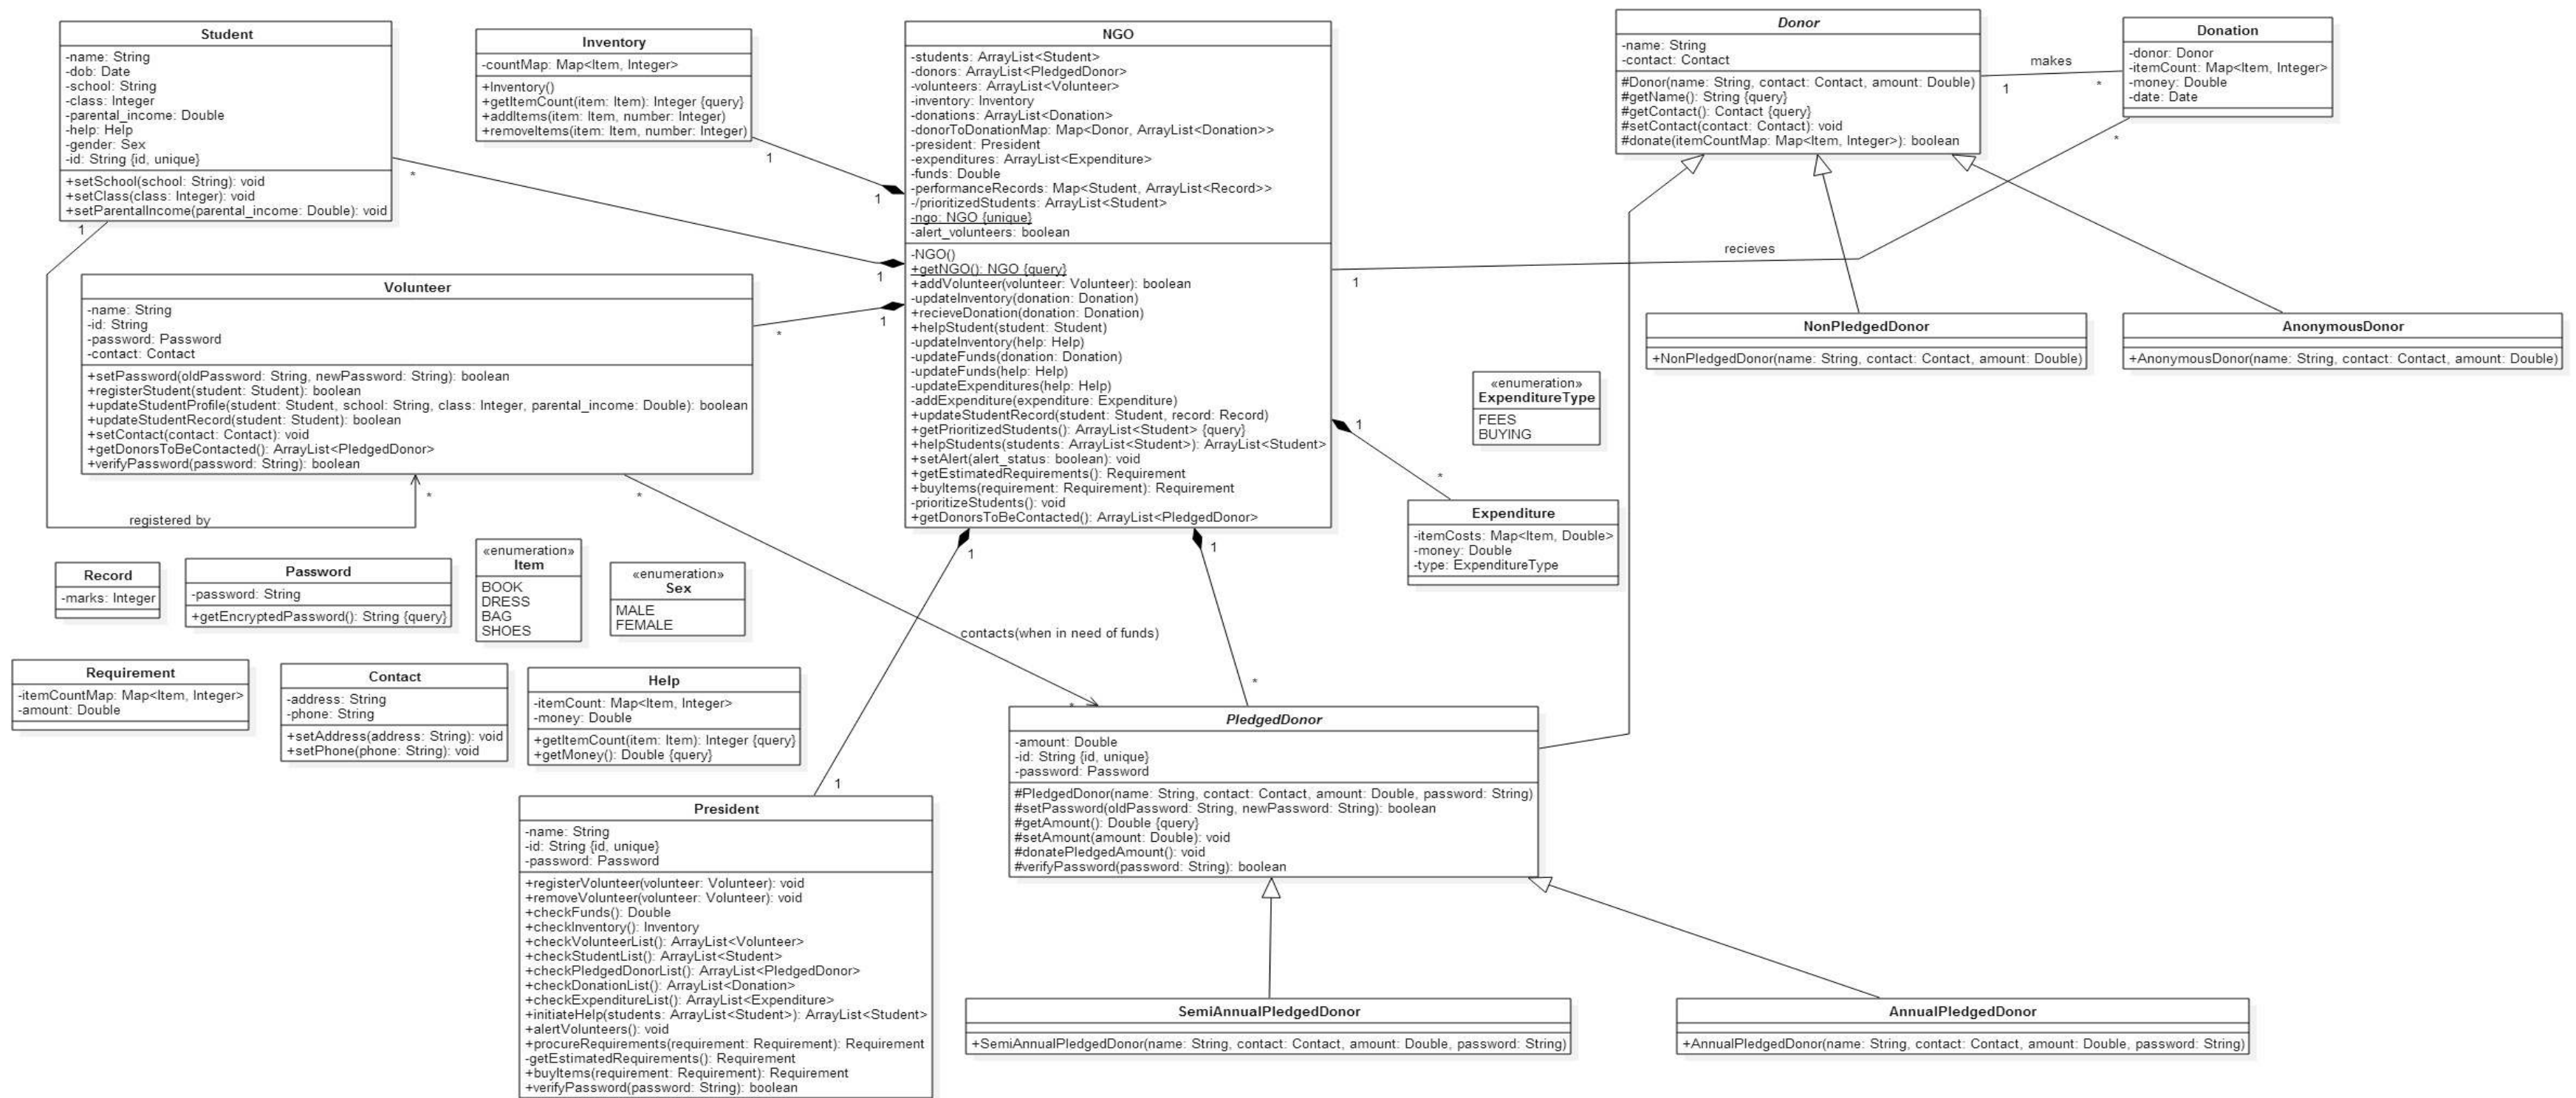 Student
-name: String
-dob: Date
-school: String
-class: Integer
-parental_income: Double
-help: Help
-gender: Sex
-id: String {id, unique}
+setSchool(school: String): void
+setClass(class: Integer): void
+setParentalIncome(parental_income: Double): void
1
*
Inventory
-countMap: Map<Item, Integer>
+Inventory()
+getItemCount(item: Item): Integer {query}
+addItems(item: Item, number: Integer)
+removeItems(item: Item, number: Integer)
1
1
NGO
-students: ArrayList<Student>
-donors: ArrayList<PledgedDonor>
-volunteers: ArrayList<Volunteer>
-inventory: Inventory
-donations: ArrayList<Donation>
-donorToDonationMap: Map<Donor, ArrayList<Donation>>
-president: President
-expenditures: ArrayList<Expenditure>
-funds: Double
-performanceRecords: Map<Student, ArrayList<Record>>
-/prioritizedStudents: ArrayList<Student>
-ngo: NGO {unique}
-alert_volunteers: boolean
-NGO()
+getNGO(): NGO {query}
+addVolunteer(volunteer: Volunteer): boolean
-updateInventory(donation: Donation)
+recieveDonation(donation: Donation)
+helpStudent(student: Student)
-updateInventory(help: Help)
-updateFunds(donation: Donation)
-updateFunds(help: Help)
-updateExpenditures(help: Help)
-addExpenditure(expenditure: Expenditure)
+updateStudentRecord(student: Student, record: Record)
+getPrioritizedStudents(): ArrayList<Student> {query}
+helpStudents(students: ArrayList<Student>): ArrayList<Student>
+setAlert(alert_status: boolean): void
+getEstimatedRequirements(): Requirement
+buyItems(requirement: Requirement): Requirement
-prioritizeStudents(): void
+getDonorsToBeContacted(): ArrayList<PledgedDonor>
1
1
Donor
-name: String
-contact: Contact
#Donor(name: String, contact: Contact, amount: Double)
#getName(): String {query}
#getContact(): Contact {query}
#setContact(contact: Contact): void
#donate(itemCountMap: Map<Item, Integer>): boolean
makes
1
*
Donation
-donor: Donor
-itemCount: Map<Item, Integer>
-money: Double
-date: Date
*
recieves
1
NonPledgedDonor
+NonPledgedDonor(name: String, contact: Contact, amount: Double)
AnonymousDonor
+AnonymousDonor(name: String, contact: Contact, amount: Double)
Volunteer
-name: String
-id: String
-password: Password
-contact: Contact
+setPassword(oldPassword: String, newPassword: String): boolean
+registerStudent(student: Student): boolean
+updateStudentProfile(student: Student, school: String, class: Integer, parental_income: Double): boolean
+updateStudentRecord(student: Student): boolean
+setContact(contact: Contact): void
+getDonorsToBeContacted(): ArrayList<PledgedDonor>
+verifyPassword(password: String): boolean
*
*
*
registered by
«enumeration»
ExpenditureType
FEES
BUYING
1
*
Expenditure
-itemCosts: Map<Item, Double>
-money: Double
-type: ExpenditureType
Record
-marks: Integer
Password
-password: String
+getEncryptedPassword(): String {query}
«enumeration»
Item
BOOK
DRESS
BAG
SHOES
«enumeration»
Sex
MALE
FEMALE
1
1
contacts(when in need of funds)
Requirement
-itemCountMap: Map<Item, Integer>
-amount: Double
Contact
-address: String
-phone: String
+setAddress(address: String): void
+setPhone(phone: String): void
Help
-itemCount: Map<Item, Integer>
-money: Double
+getItemCount(item: Item): Integer {query}
+getMoney(): Double {query}
*
*
PledgedDonor
-amount: Double
-id: String {id, unique}
-password: Password
#PledgedDonor(name: String, contact: Contact, amount: Double, password: String)
#setPassword(oldPassword: String, newPassword: String): boolean
#getAmount(): Double {query}
#setAmount(amount: Double): void
#donatePledgedAmount(): void
#verifyPassword(password: String): boolean
1
President
-name: String
-id: String {id, unique}
-password: Password
+registerVolunteer(volunteer: Volunteer): void
+removeVolunteer(volunteer: Volunteer): void
+checkFunds(): Double
+checkInventory(): Inventory
+checkVolunteerList(): ArrayList<Volunteer>
+checkStudentList(): ArrayList<Student>
+checkPledgedDonorList(): ArrayList<PledgedDonor>
+checkDonationList(): ArrayList<Donation>
+checkExpenditureList(): ArrayList<Expenditure>
+initiateHelp(students: ArrayList<Student>): ArrayList<Student>
+alertVolunteers(): void
+procureRequirements(requirement: Requirement): Requirement
-getEstimatedRequirements(): Requirement
+buyItems(requirement: Requirement): Requirement
+verifyPassword(password: String): boolean
SemiAnnualPledgedDonor
+SemiAnnualPledgedDonor(name: String, contact: Contact, amount: Double, password: String)
AnnualPledgedDonor
+AnnualPledgedDonor(name: String, contact: Contact, amount: Double, password: String)